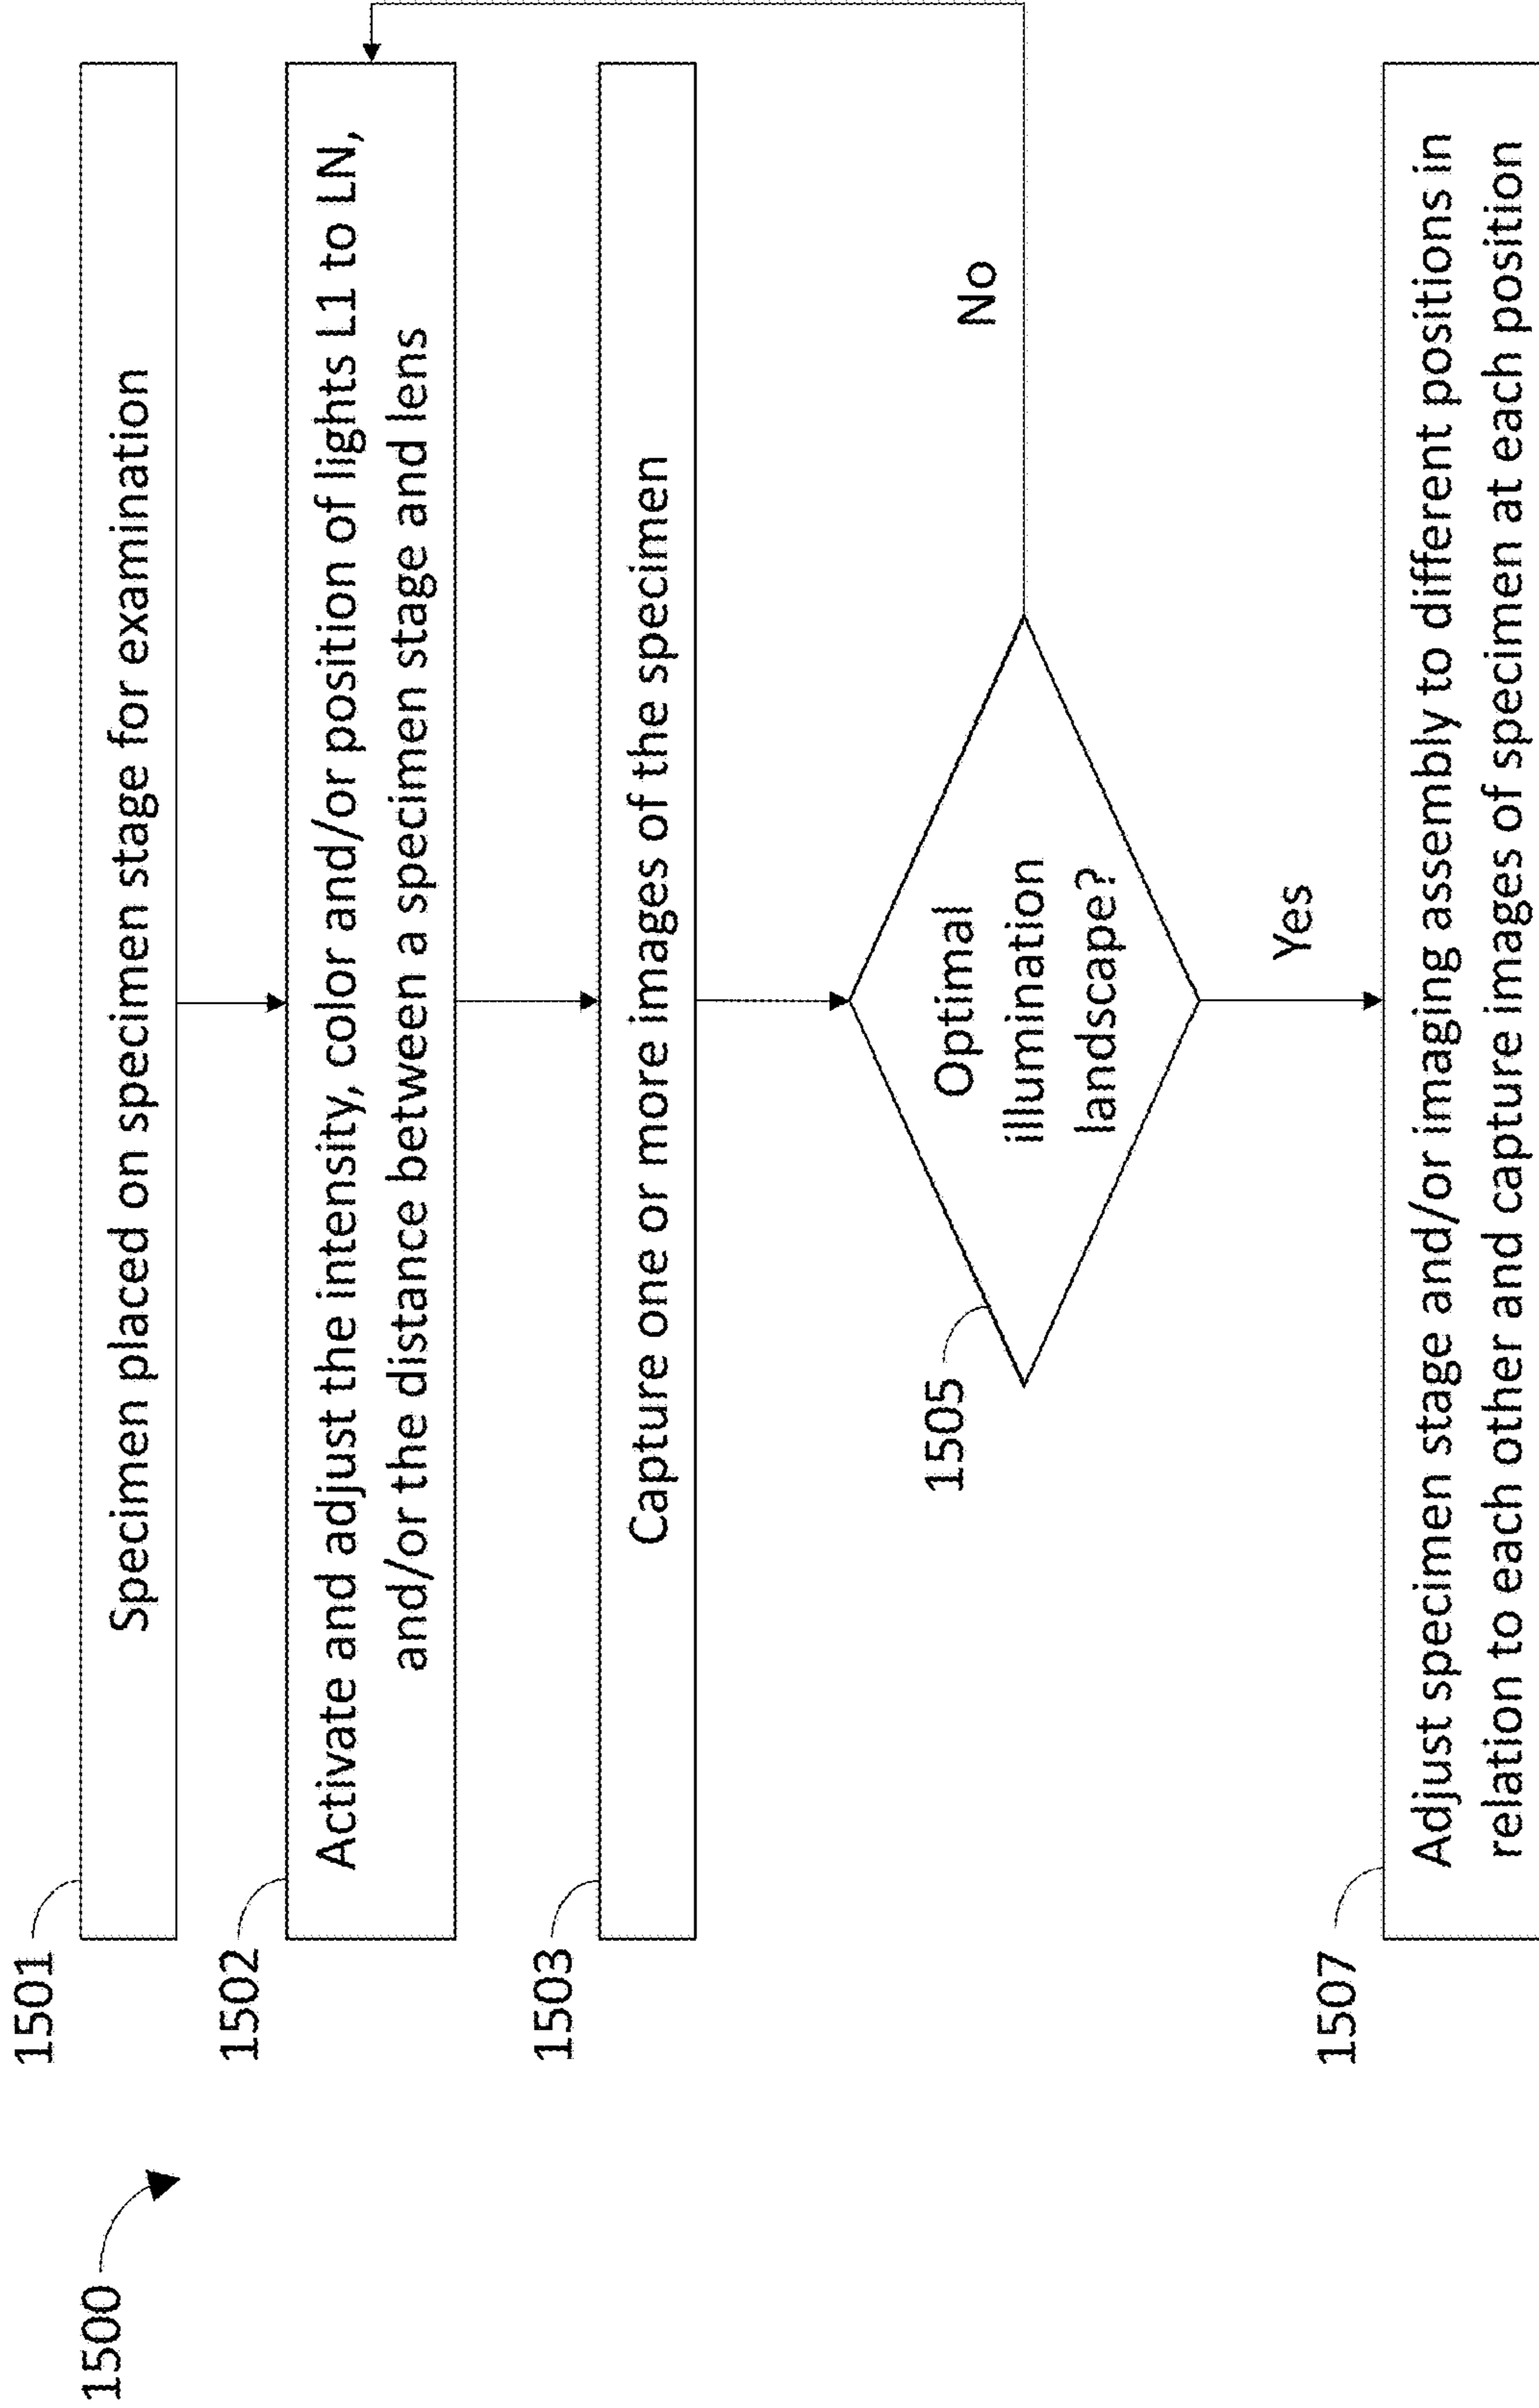 1500
1501
Specimen placed on specimen stage for examination
1502
Activate and adjust the intensity, color and/or position of lights L1 to LN,
and/or the distance between a specimen stage and lens
1503
Capture one or more images of the specimen
1505
Optimal
illumination
landscape?
No
Yes
1507
Adjust specimen stage and/or imaging assembly to different positions in
relation to each other and capture images of specimen at each position